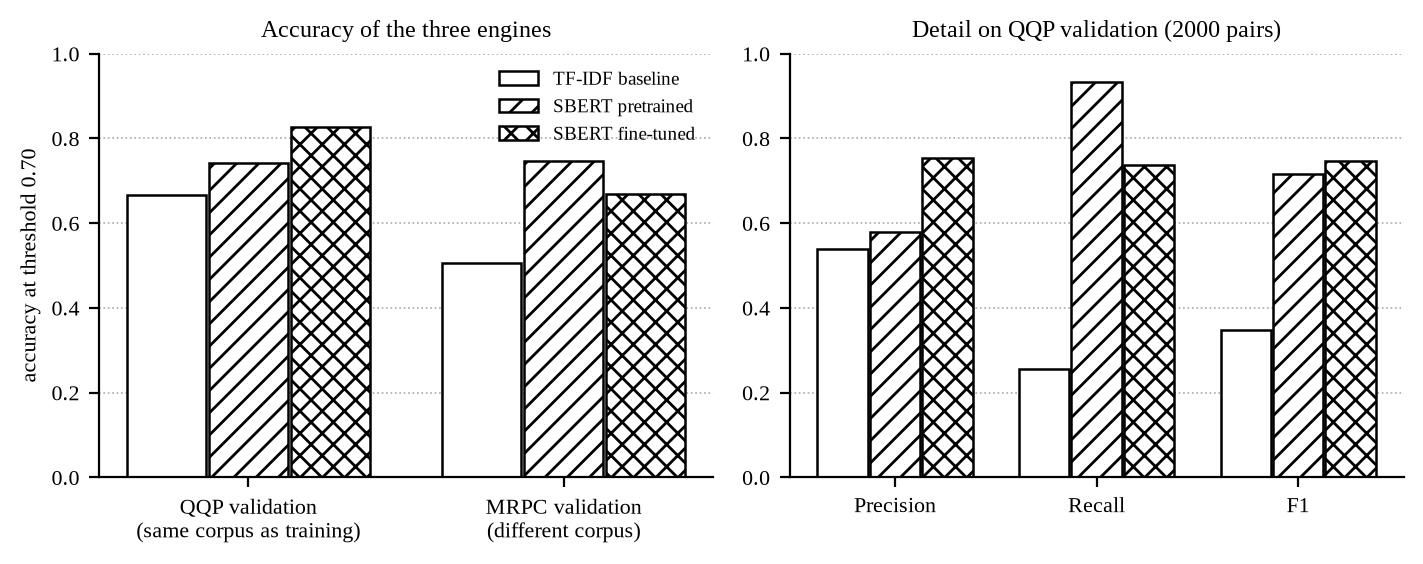 Accuracy of the three engines
accuracy at threshold 0.70
1.0
0.8
0.6
0.4
0.2
0.0
TF-IDF baseline
SBERT pretrained
SBERT fine-tuned
QQP validation
(same corpus as training)
MRPC validation
(different corpus)
Detail on QQP validation (2000 pairs)
1.0
0.8
0.6
0.4
0.2
0.0
Precision
Recall
F1